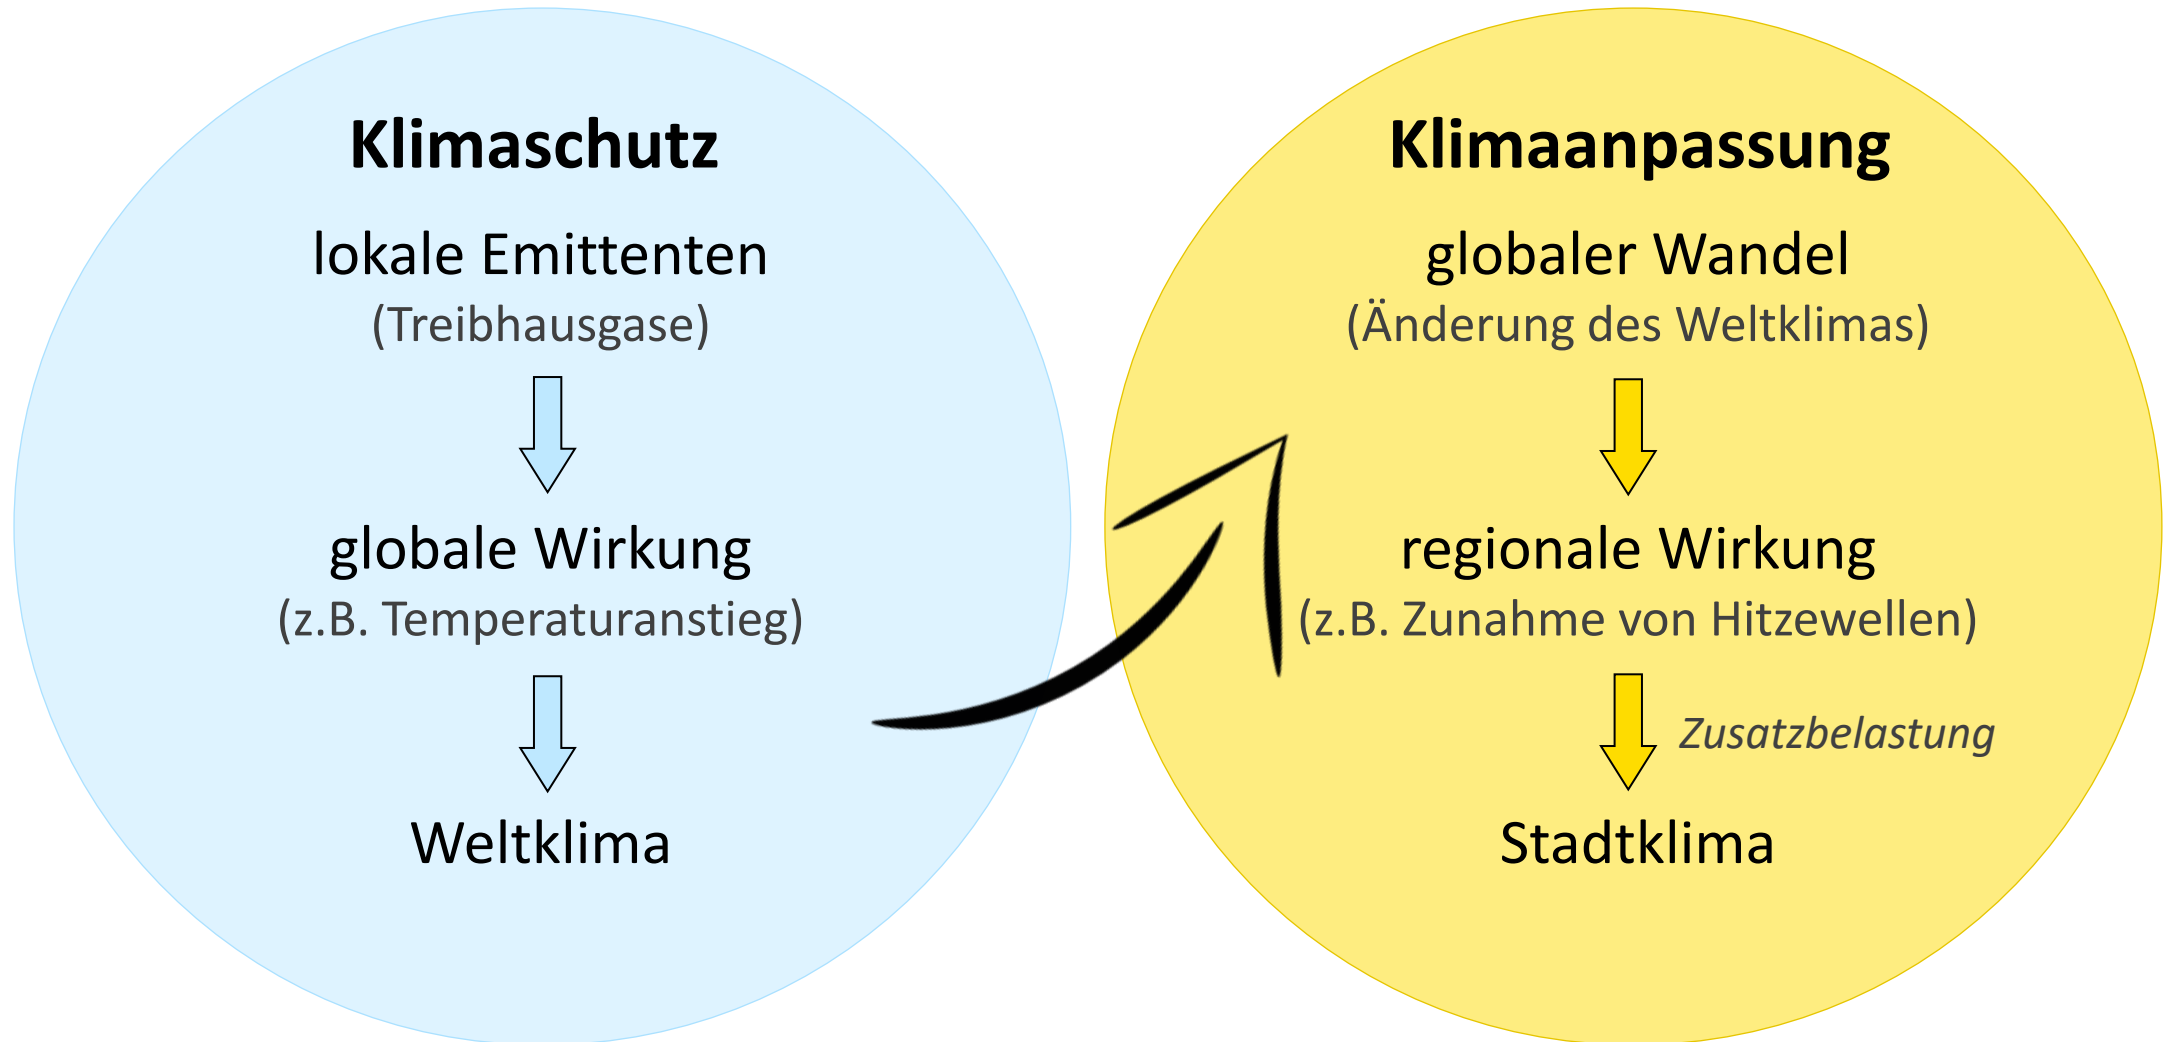 Klimaschutz
lokale Emittenten
(Treibhausgase)
globale Wirkung
(z.B. Temperaturanstieg)
Weltklima
Klimaanpassung
globaler Wandel
(Änderung des Weltklimas)
regionale Wirkung
(z.B. Zunahme von Hitzewellen)
Zusatzbelastung
Stadtklima